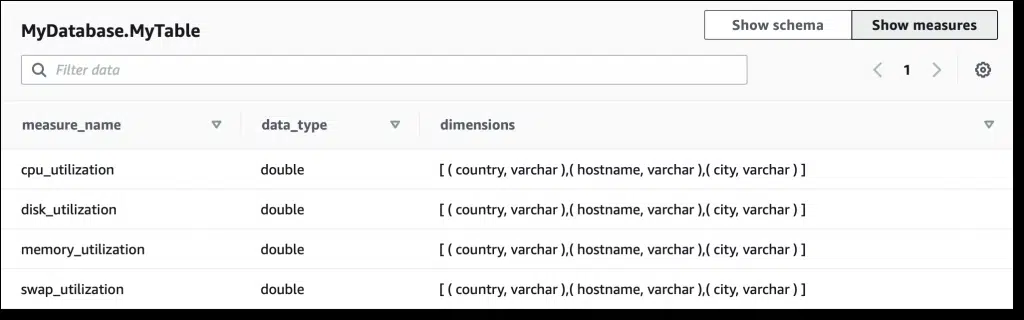 MyDatabase.MyTable Show schema Show measures
Filter data 1
measure_name data_type dimensions
cpu_utilization double [ ( country, varchar ),( hostname, varchar ),( city, varchar ) ]
disk_utilization double [ ( country, varchar ),( hostname, varchar ),( city, varchar ) ]
memory_utilization double [ ( country, varchar ),( hostname, varchar ),( city, varchar ) ]
swap_utilization double [ ( country, varchar ),( hostname, varchar ),( city, varchar ) ]